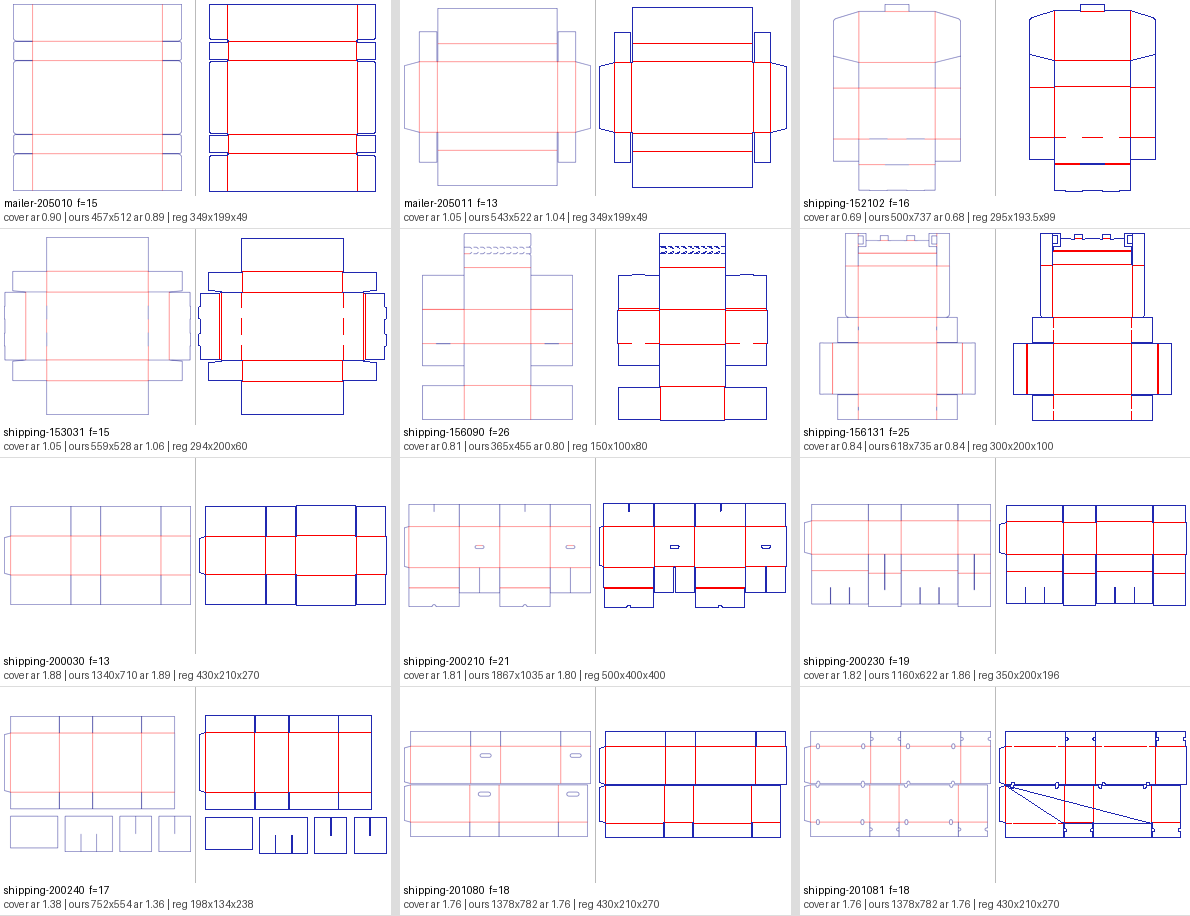 mailer-205010 f=15
cover ar 0.90 | ours 457x512 ar 0.89 | reg 349x199x49
mailer-205011 f=13
cover ar 1.05 | ours 543x522 ar 1.04 | reg 349x199x49
shipping-152102 f=16
cover ar 0.69 | ours 500x737 ar 0.68 | reg 295x193.5x99
shipping-153031 f=15
cover ar 1.05 | ours 559x528 ar 1.06 | reg 294x200x60
shipping-156090 f=26
cover ar 0.81 | ours 365x455 ar 0.80 | reg 150x100x80
shipping-156131 f=25
cover ar 0.84 | ours 618x735 ar 0.84 | reg 300x200x100
shipping-200030 f=13
cover ar 1.88 | ours 1340x710 ar 1.89 | reg 430x210x270
shipping-200210 f=21
cover ar 1.81 | ours 1867x1035 ar 1.80 | reg 500x400x400
shipping-200230 f=19
cover ar 1.82 | ours 1160x622 ar 1.86 | reg 350x200x196
shipping-200240 f=17
cover ar 1.38 | ours 752x554 ar 1.36 | reg 198x134x238
shipping-201080 f=18
cover ar 1.76 | ours 1378x782 ar 1.76 | reg 430x210x270
shipping-201081 f=18
cover ar 1.76 | ours 1378x782 ar 1.76 | reg 430x210x270